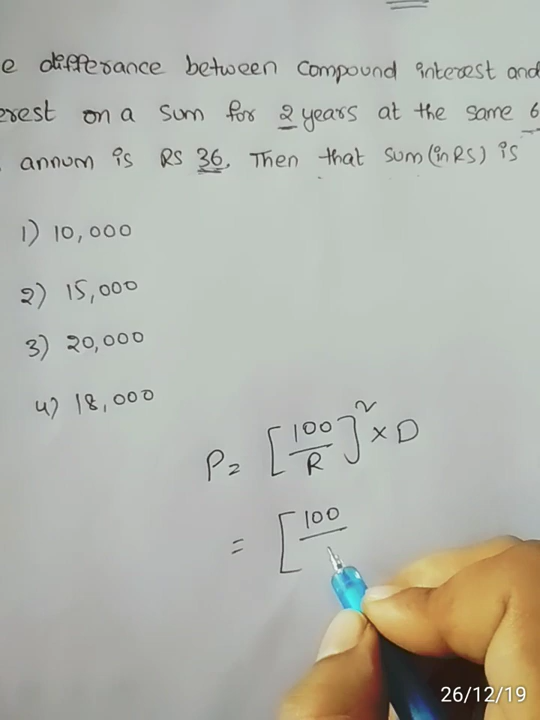 e differance between compound interest and
erest on a sum for 2 years at the same 6
annum is RS 36. Then that sum (in RS) is
1) 10,000
2) 15,000
3) 20,000
4) 18,000
P = [100/R]² × D
= [100
26/12/19